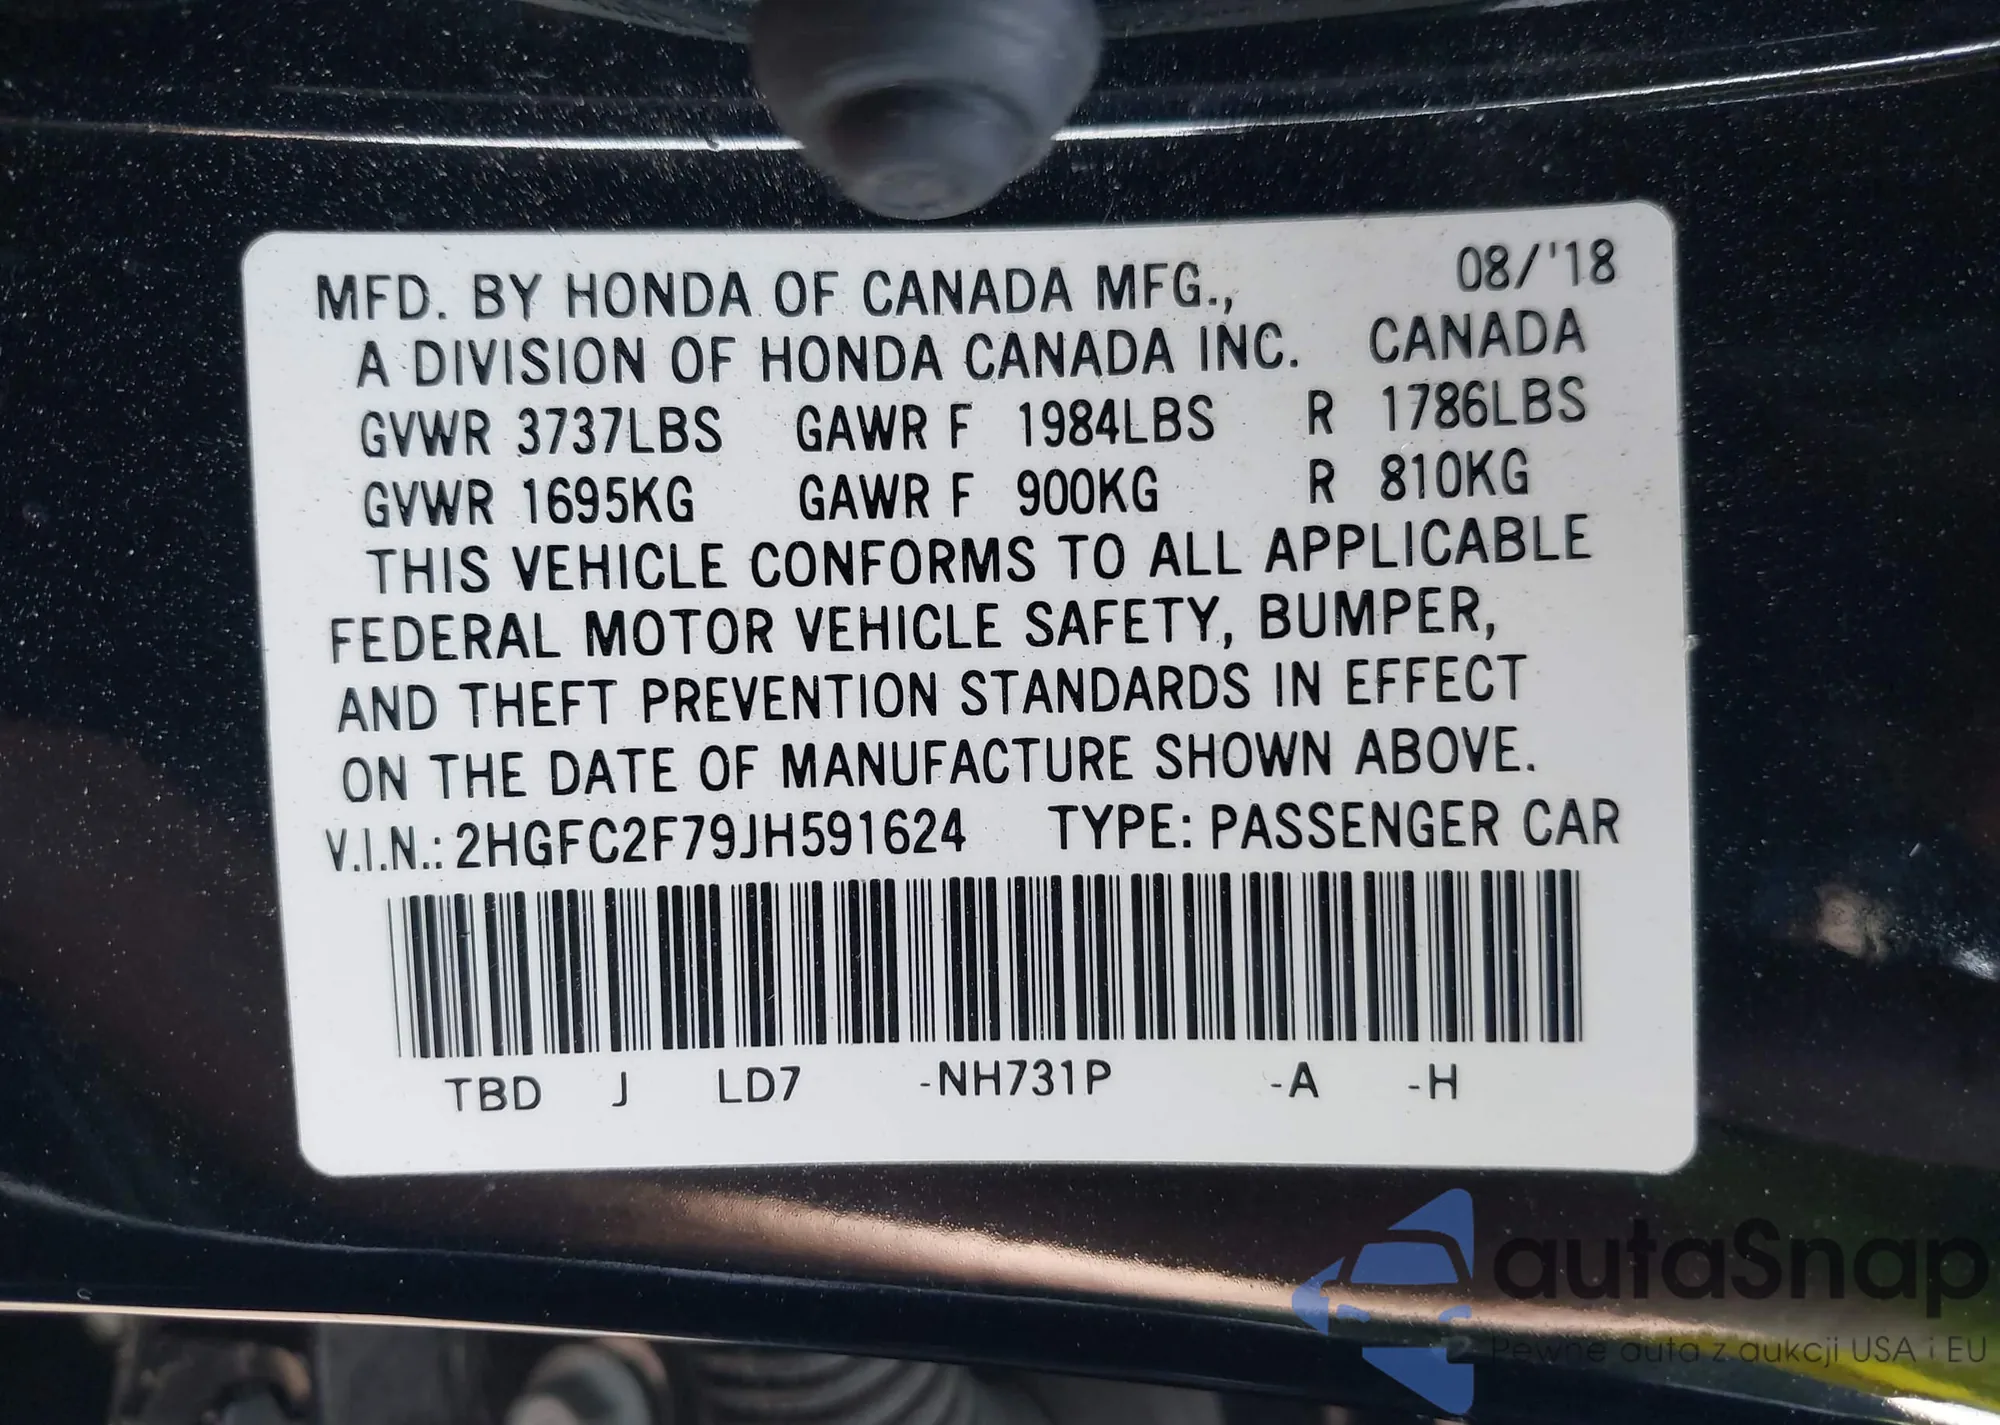 MFD. BY HONDA OF CANADA MFG., 08/'18
A DIVISION OF HONDA CANADA INC. CANADA
GVWR 3737LBS GAWR F 1984LBS R 1786LBS
GVWR 1695KG GAWR F 900KG R 810KG
THIS VEHICLE CONFORMS TO ALL APPLICABLE
FEDERAL MOTOR VEHICLE SAFETY, BUMPER,
AND THEFT PREVENTION STANDARDS IN EFFECT
ON THE DATE OF MANUFACTURE SHOWN ABOVE.
V.I.N.: 2HGFC2F79JH591624 TYPE: PASSENGER CAR
TBD J LD7 -NH731P -A -H
autaSnap
Pewne auta z aukcji USA i EU